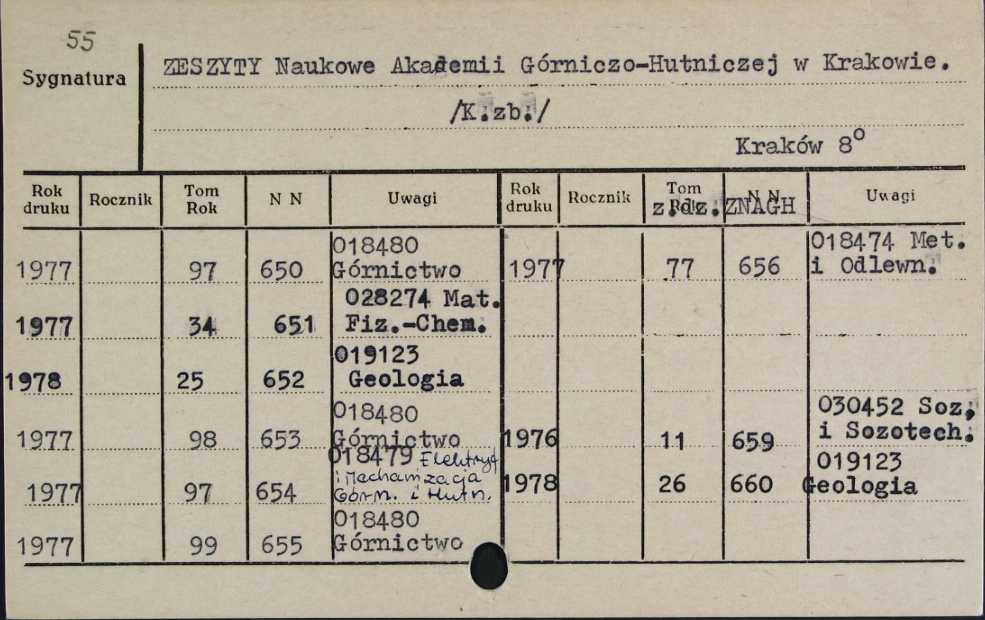 55
Sygnatura
ZESZYTY Naukowe Akademii Górniczo-Hutniczej w Krakowie.
/K.zb./
Kraków 8°
Rok druku Rocznik Tom Rok N N Uwagi Rok druku Rocznik Tom Rok N N Uwagi
z.dz.ZNAGH
018480
1977 97 650 Górnictwo
018474 Met.
1977 77 656 i Odlewn.
028274 Mat.
1977 34 651 Fiz.-Chem.
019123
1978 25 652 Geologia
018480
1977 98 653 Górnictwo
030452 Soz,
1976 11 659 i Sozotech.
018479 Elektryf
i Mechanizacja
1977 97 654 Górn. i Hutn.
019123
1978 26 660 Geologia
018480
1977 99 655 Górnictwo